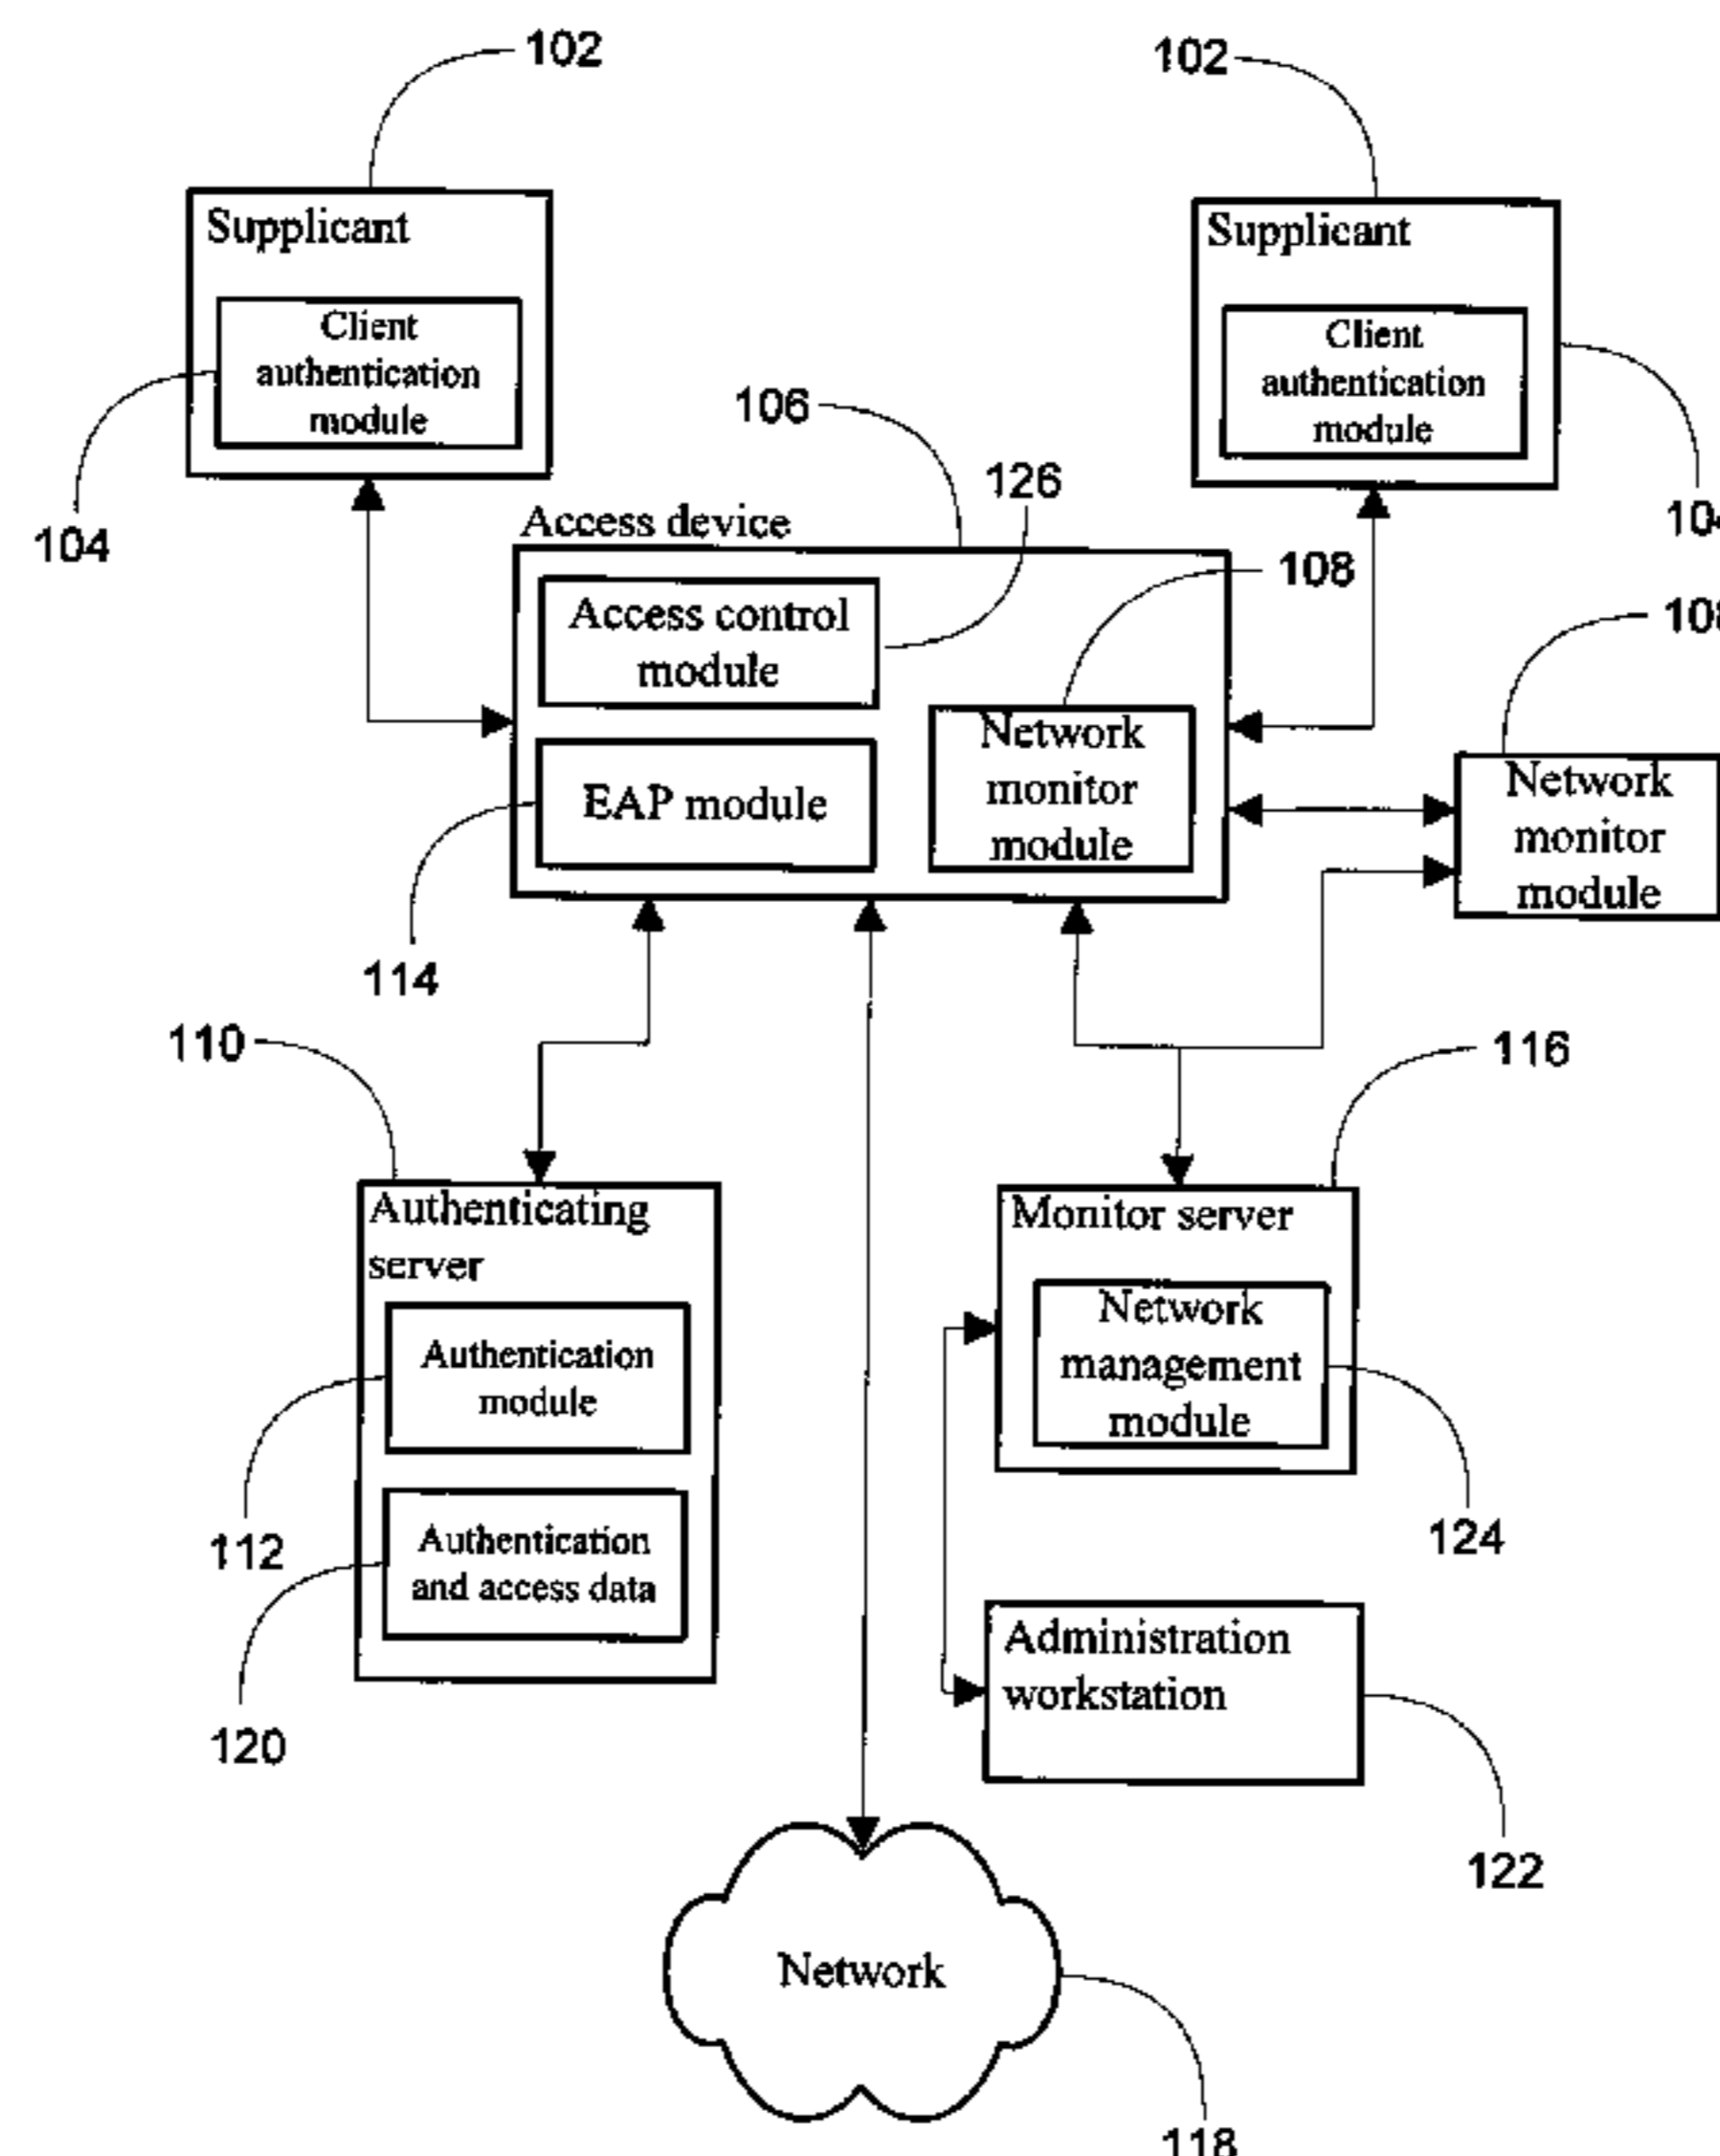 102
102
Supplicant
Client
authentication
module
104
Supplicant
Client
authentication
module
106
126
Access device
108
Access control
module
EAP module
Network
monitor
module
Network
monitor
module
114
110
116
Authenticating
server
Authentication
module
Authentication
and access data
112
120
Monitor server
Network
management
module
124
Administration
workstation
122
Network
118